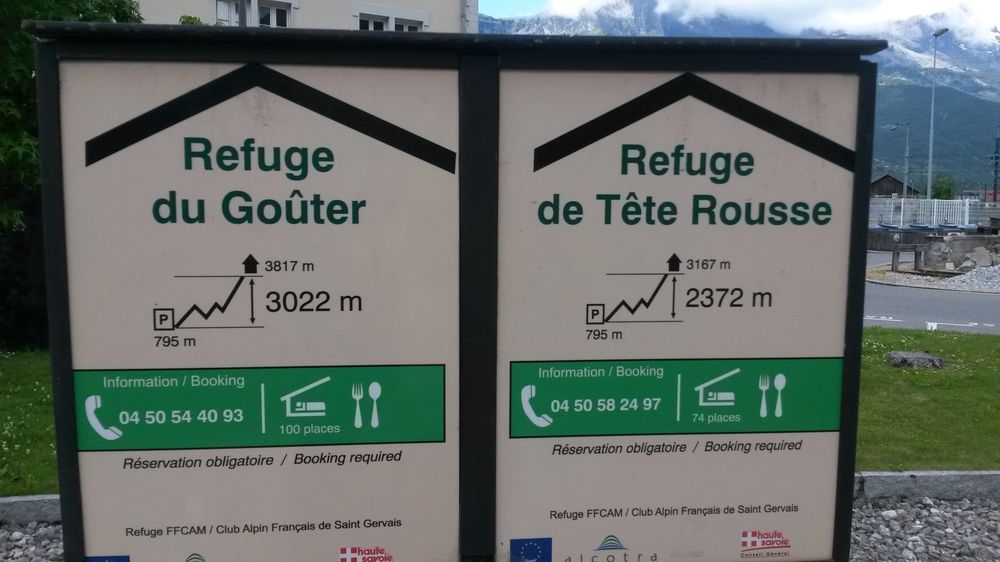 Refuge
du Goûter
3817 m
3022 m
P
795 m
Information / Booking
04 50 54 40 93
100 places
Réservation obligatoire / Booking required
Refuge FFCAM / Club Alpin Français de Saint Gervais
haute
savoie
Refuge
de Tête Rousse
3167 m
2372 m
P
795 m
Information / Booking
04 50 58 24 97
74 places
Réservation obligatoire / Booking required
Refuge FFCAM / Club Alpin Français de Saint Gervais
alcotra
haute
savoie
Conseil Général